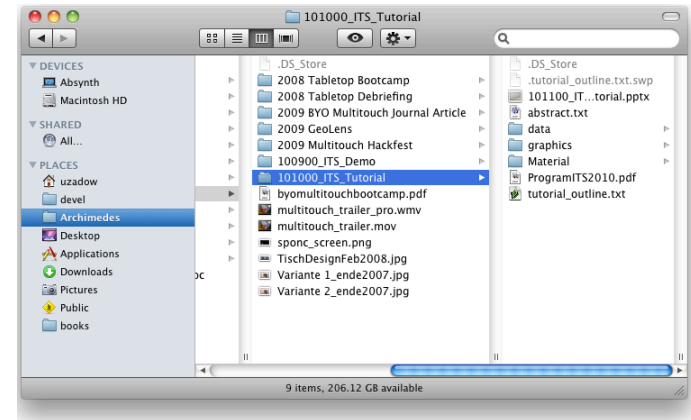 101000_ITS_Tutorial
DEVICES
Absynth
Macintosh HD
SHARED
All...
PLACES
uzadow
devel
Archimedes
Desktop
Applications
Downloads
Pictures
Public
books
oc
.DS_Store
2008 Tabletop Bootcamp
2008 Tabletop Debriefing
2009 BYO Multitouch Journal Article
2009 GeoLens
2009 Multitouch Hackfest
100900_ITS_Demo
101000_ITS_Tutorial
byomultitouchbootcamp.pdf
multitouch_trailer_pro.wmv
multitouch_trailer.mov
sponc_screen.png
TischDesignFeb2008.jpg
Variante 1_ende2007.jpg
Variante 2_ende2007.jpg
.DS_Store
.tutorial_outline.txt.swp
101100_IT...torial.pptx
abstract.txt
data
graphics
Material
ProgramITS2010.pdf
tutorial_outline.txt
9 items, 206.12 GB available